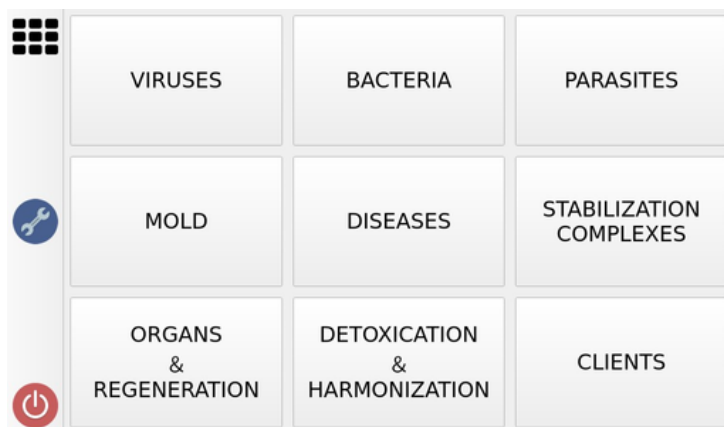 VIRUSES
BACTERIA
PARASITES
MOLD
DISEASES
STABILIZATION
COMPLEXES
ORGANS
&
REGENERATION
DETOXICATION
&
HARMONIZATION
CLIENTS